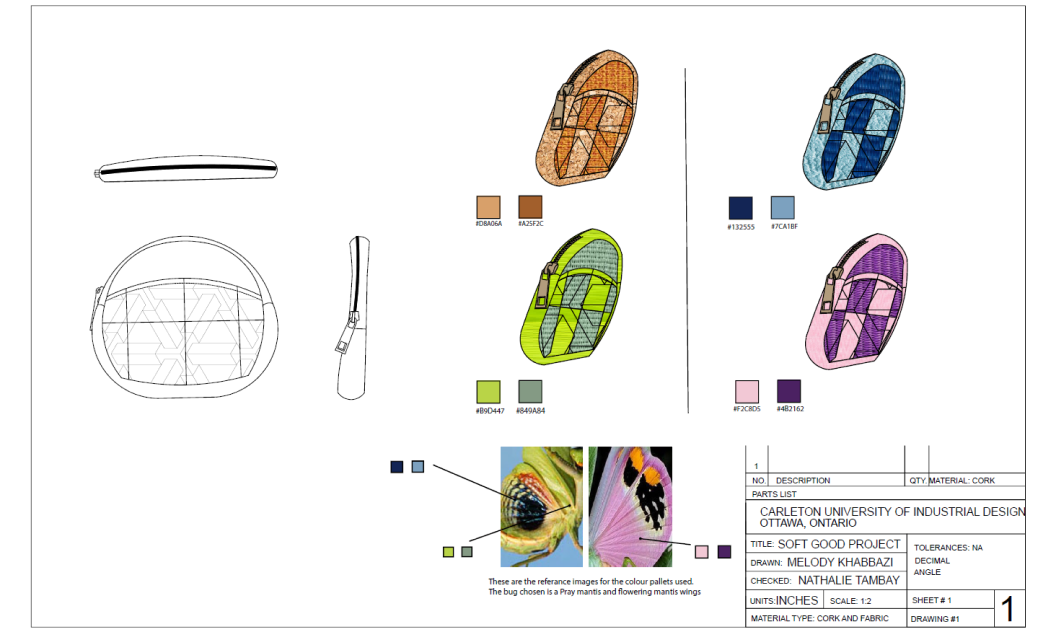 #D8A06A
#A25F2C
#132555
#7CA1BF
#B9D447
#849A84
#F2C8D5
#4B2162
These are the referance images for the colour pallets used.
The bug chosen is a Pray mantis and flowering mantis wings
1
NO. DESCRIPTION QTY. MATERIAL: CORK
PARTS LIST
CARLETON UNIVERSITY OF INDUSTRIAL DESIGN
OTTAWA, ONTARIO
TITLE: SOFT GOOD PROJECT
DRAWN: MELODY KHABBAZI
CHECKED: NATHALIE TAMBAY
TOLERANCES: NA
DECIMAL
ANGLE
UNITS:INCHES SCALE: 1:2 SHEET # 1
MATERIAL TYPE: CORK AND FABRIC DRAWING #1
1